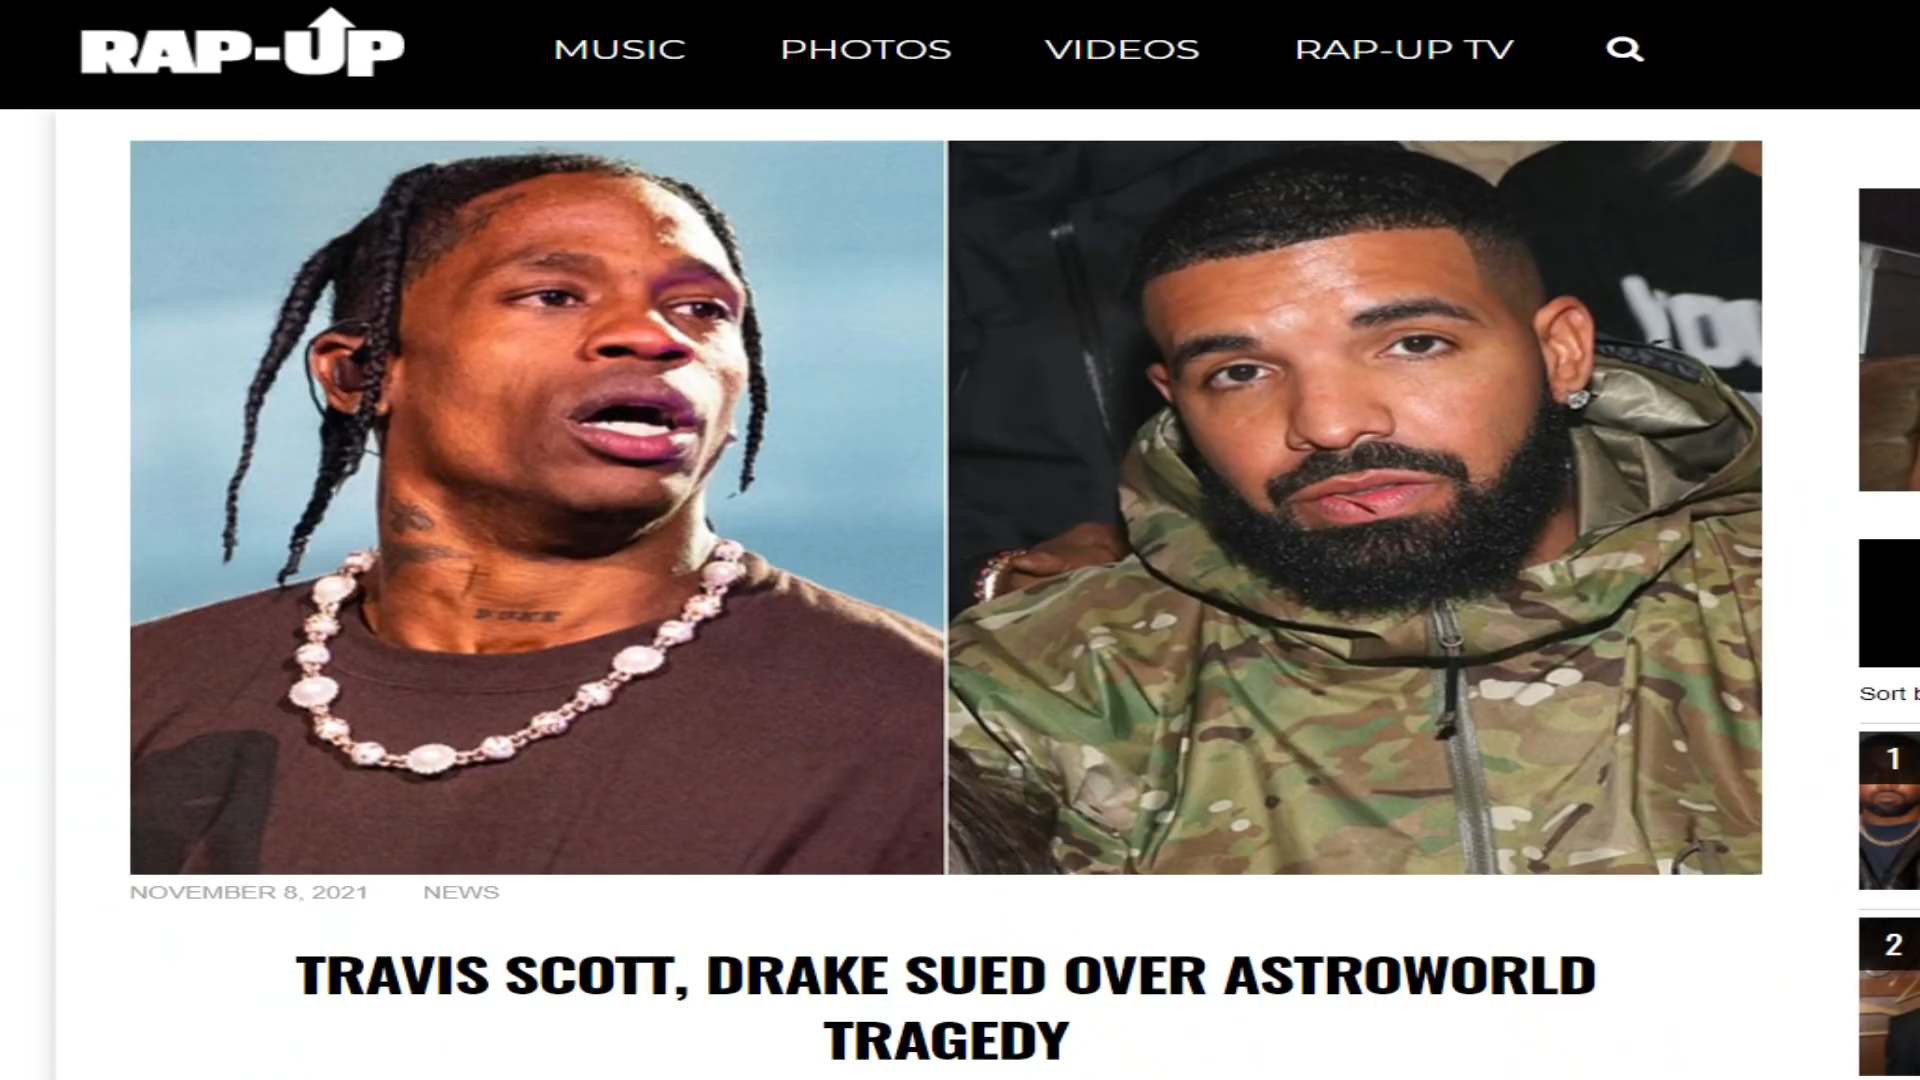 RAP-UP
MUSIC PHOTOS VIDEOS RAP-UP TV
NOVEMBER 8, 2021 NEWS
TRAVIS SCOTT, DRAKE SUED OVER ASTROWORLD
TRAGEDY
Sort
1
2